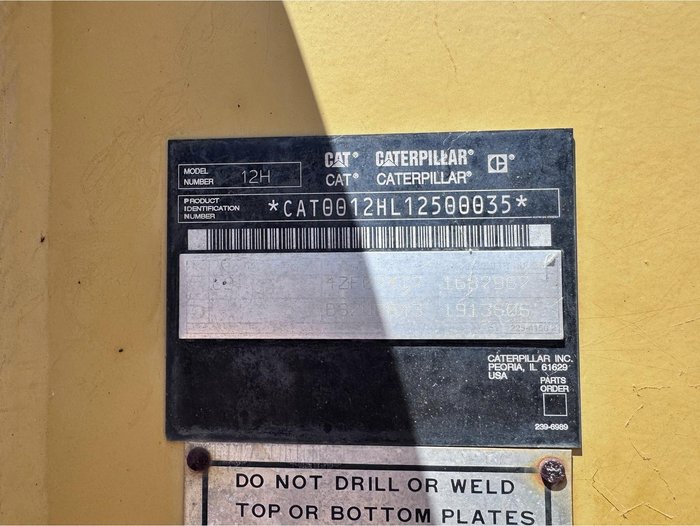 CAT® CATERPILLAR®
CAT® CATERPILLAR®
MODEL NUMBER 12H
PRODUCT IDENTIFICATION NUMBER *CAT0012HL12500035*
CATERPILLAR INC.
PEORIA, IL 61629
USA
PARTS ORDER
239-6989
DO NOT DRILL OR WELD
TOP OR BOTTOM PLATES